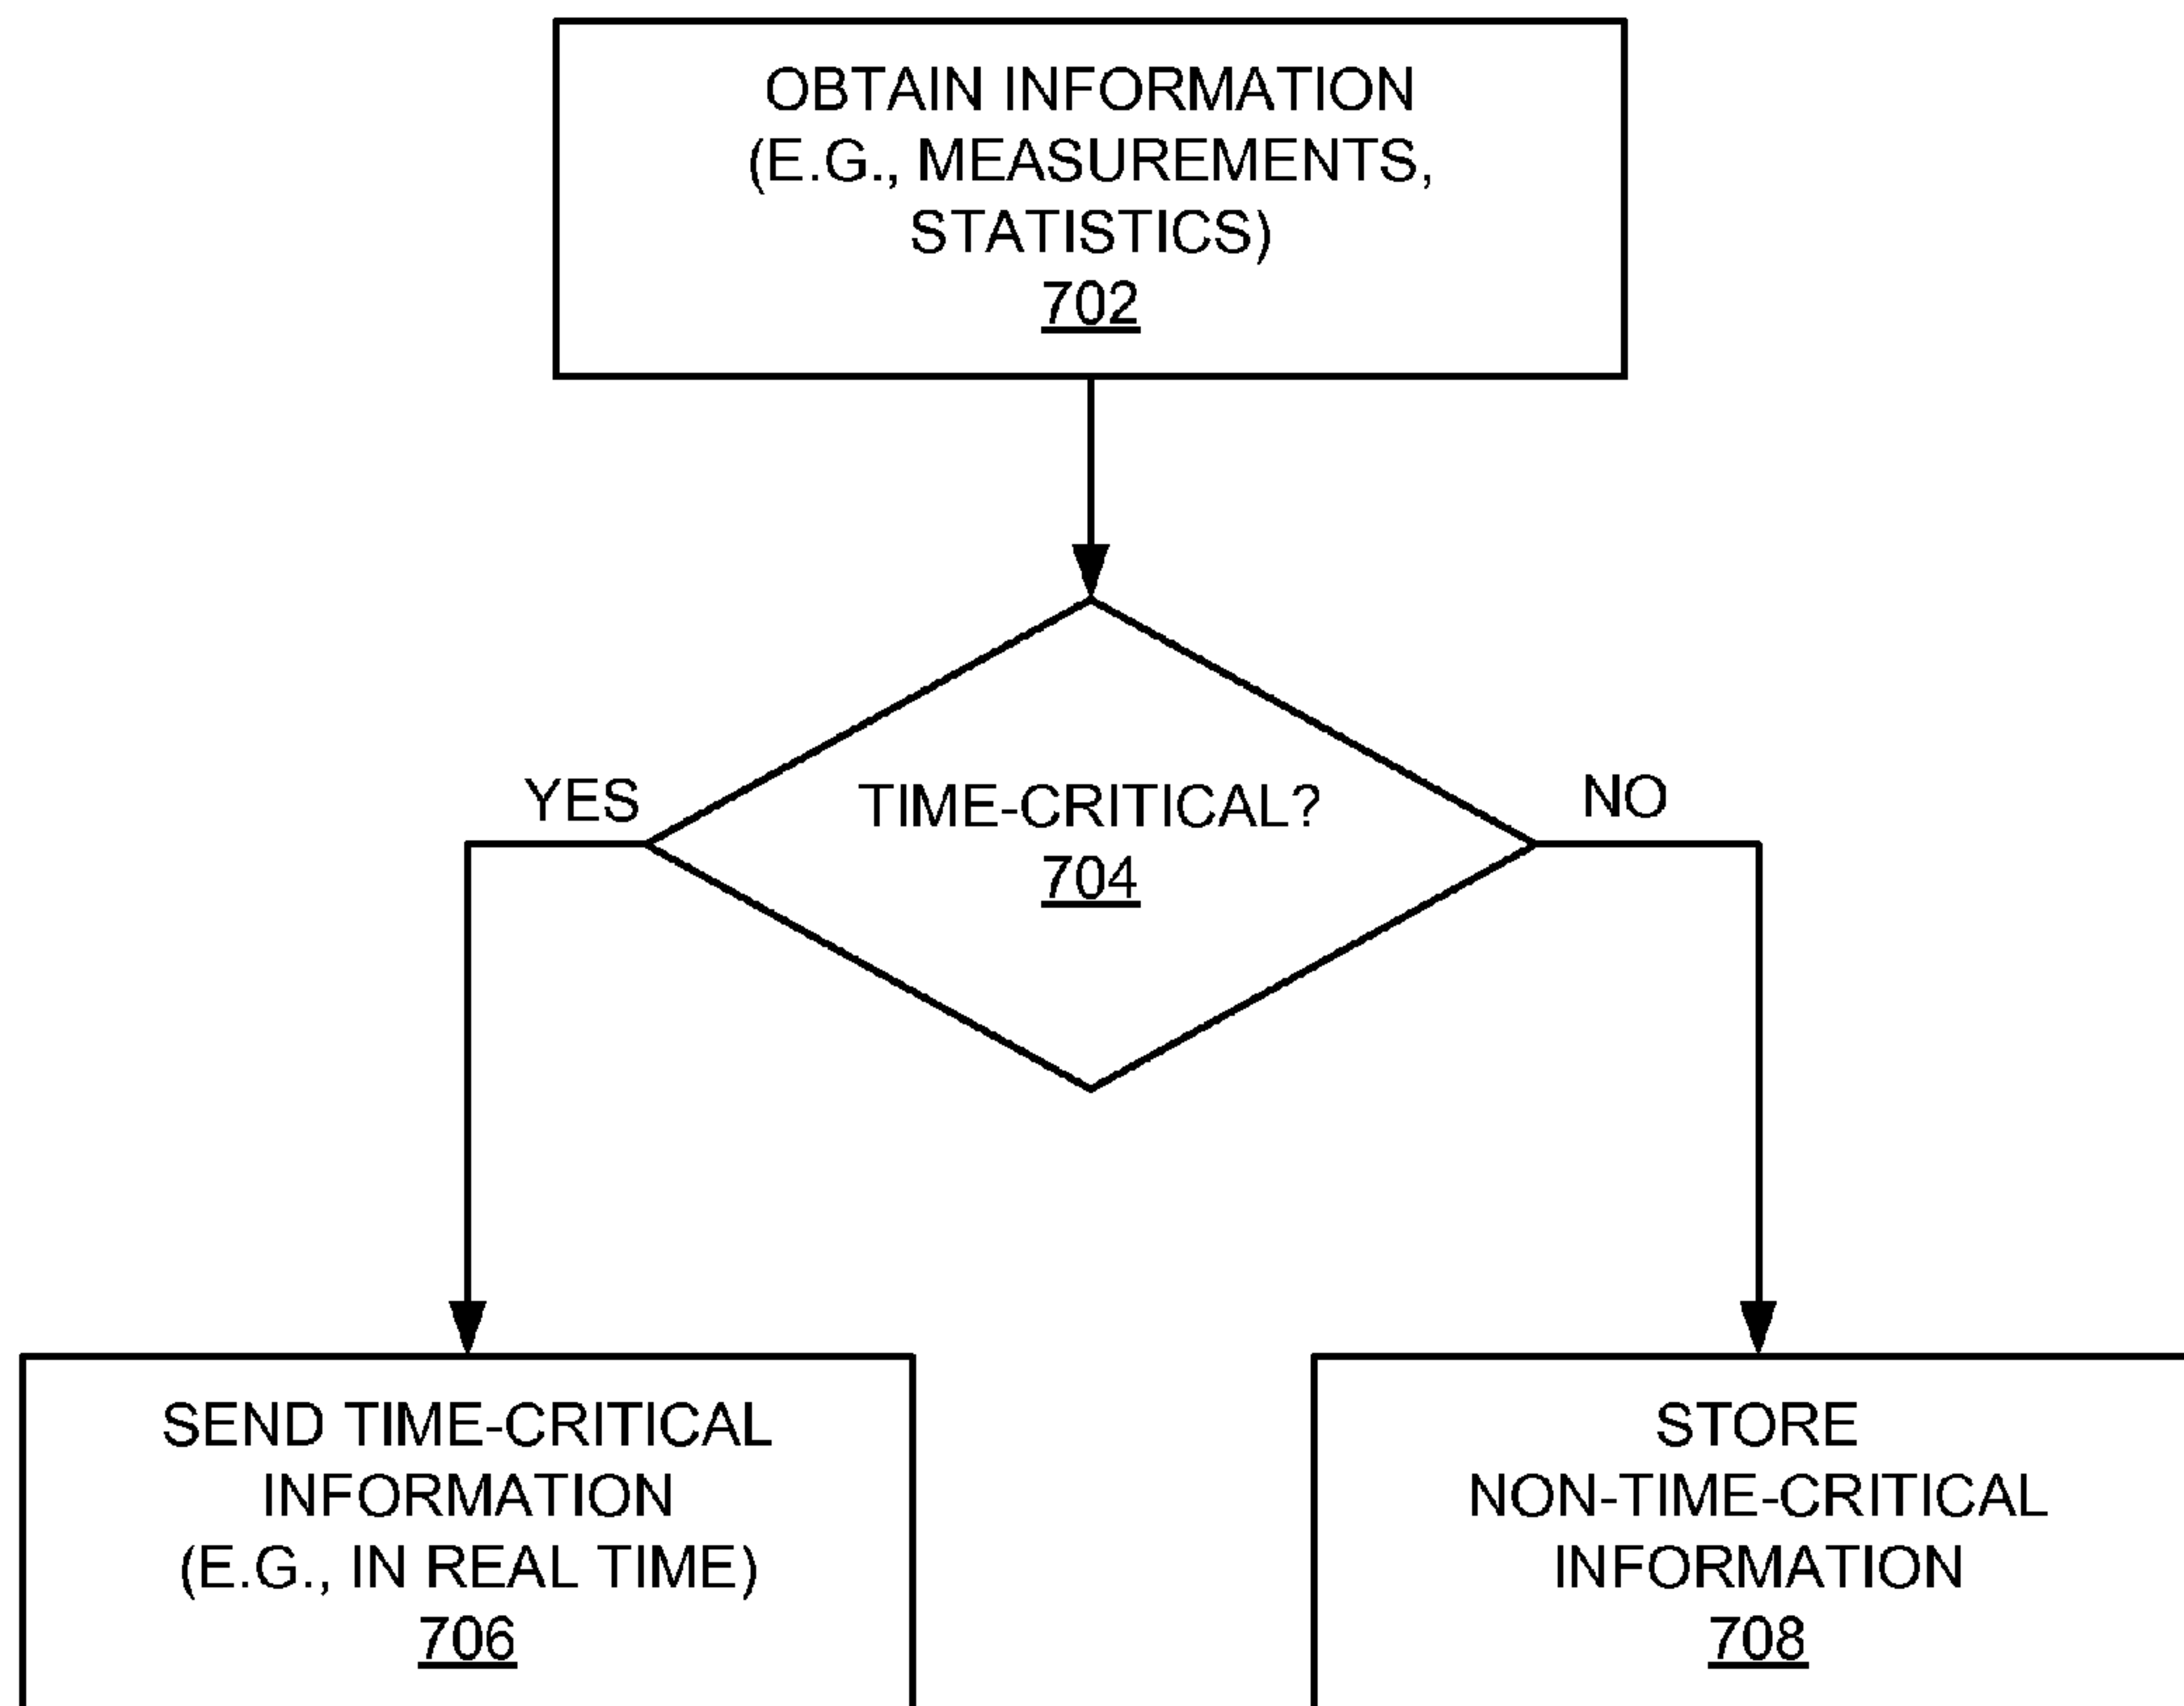 OBTAIN INFORMATION
(E.G., MEASUREMENTS,
STATISTICS)
702
YES
TIME-CRITICAL?
704
NO
SEND TIME-CRITICAL
INFORMATION
(E.G., IN REAL TIME)
706
STORE
NON-TIME-CRITICAL
INFORMATION
708